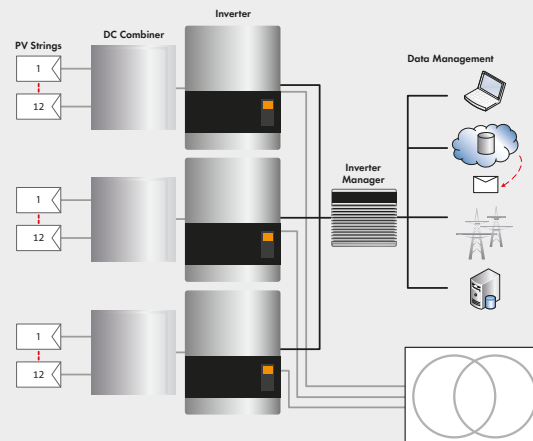 Inverter
PV Strings
DC Combiner
Data Management
1
12
Inverter
Manager
1
12
1
12